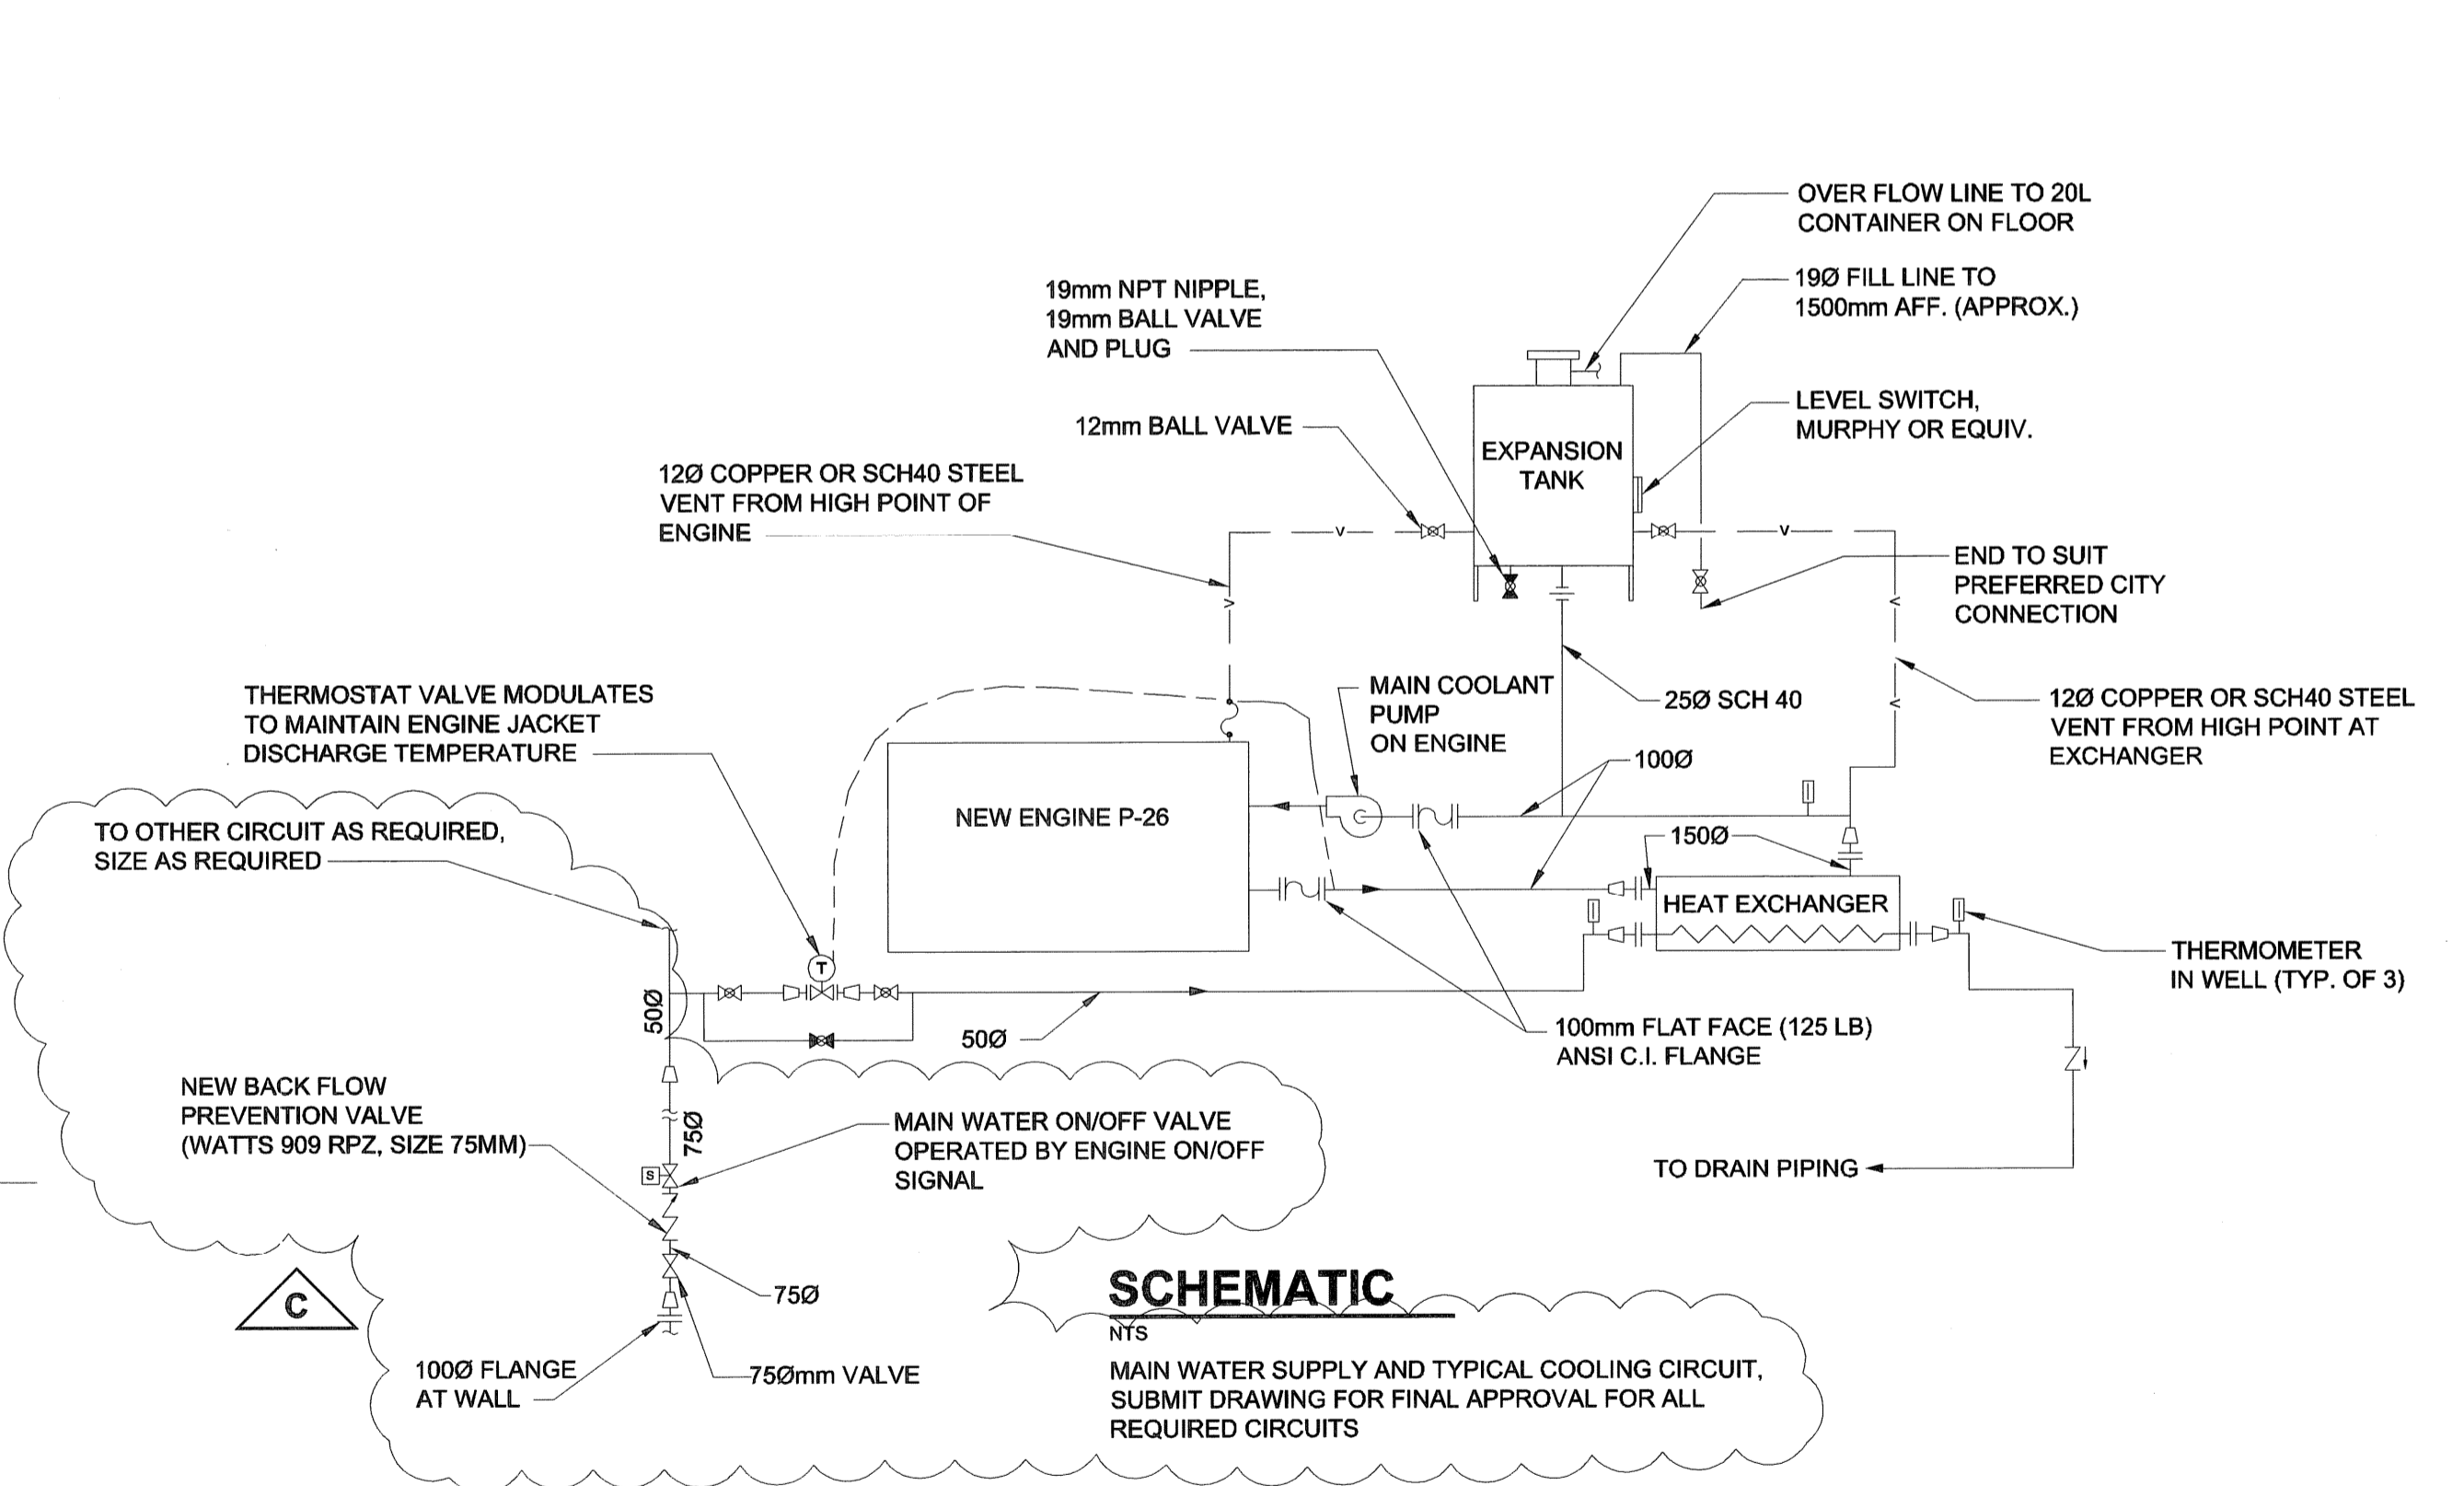 OVER FLOW LINE TO 20L
CONTAINER ON FLOOR
19Ø FILL LINE TO
1500mm AFF. (APPROX.)
19mm NPT NIPPLE,
19mm BALL VALVE
AND PLUG
LEVEL SWITCH,
MURPHY OR EQUIV.
12mm BALL VALVE
EXPANSION
TANK
12Ø COPPER OR SCH40 STEEL
VENT FROM HIGH POINT OF
ENGINE
V
V
V
V
V
END TO SUIT
PREFERRED CITY
CONNECTION
THERMOSTAT VALVE MODULATES
TO MAINTAIN ENGINE JACKET
DISCHARGE TEMPERATURE
MAIN COOLANT
PUMP
ON ENGINE
25Ø SCH 40
12Ø COPPER OR SCH40 STEEL
VENT FROM HIGH POINT AT
EXCHANGER
100Ø
NEW ENGINE P-26
C
150Ø
TO OTHER CIRCUIT AS REQUIRED,
SIZE AS REQUIRED
HEAT EXCHANGER
THERMOMETER
IN WELL (TYP. OF 3)
T
50Ø
50Ø
100mm FLAT FACE (125 LB)
ANSI C.I. FLANGE
NEW BACK FLOW
PREVENTION VALVE
(WATTS 909 RPZ, SIZE 75MM)
75Ø
MAIN WATER ON/OFF VALVE
OPERATED BY ENGINE ON/OFF
SIGNAL
S
TO DRAIN PIPING
C
75Ø
100Ø FLANGE
AT WALL
75Ømm VALVE
SCHEMATIC
NTS
MAIN WATER SUPPLY AND TYPICAL COOLING CIRCUIT,
SUBMIT DRAWING FOR FINAL APPROVAL FOR ALL
REQUIRED CIRCUITS